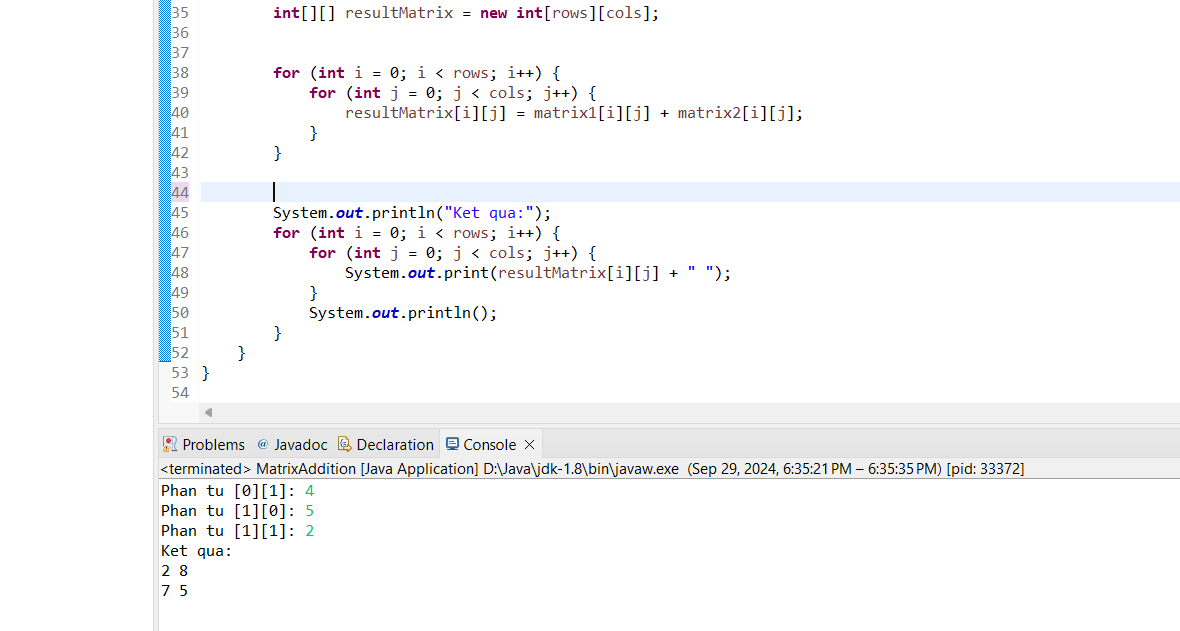 35 int[][] resultMatrix = new int[rows][cols];
36
37
38 for (int i = 0; i < rows; i++) {
39 for (int j = 0; j < cols; j++) {
40 resultMatrix[i][j] = matrix1[i][j] + matrix2[i][j];
41 }
42 }
43
44
45 System.out.println("Ket qua:");
46 for (int i = 0; i < rows; i++) {
47 for (int j = 0; j < cols; j++) {
48 System.out.print(resultMatrix[i][j] + " ");
49 }
50 System.out.println();
51 }
52 }
53 }
54
Problems @ Javadoc Declaration Console
<terminated> MatrixAddition [Java Application] D:\Java\jdk-1.8\bin\javaw.exe (Sep 29, 2024, 6:35:21 PM – 6:35:35 PM) [pid: 33372]
Phan tu [0][1]: 4
Phan tu [1][0]: 5
Phan tu [1][1]: 2
Ket qua:
2 8
7 5